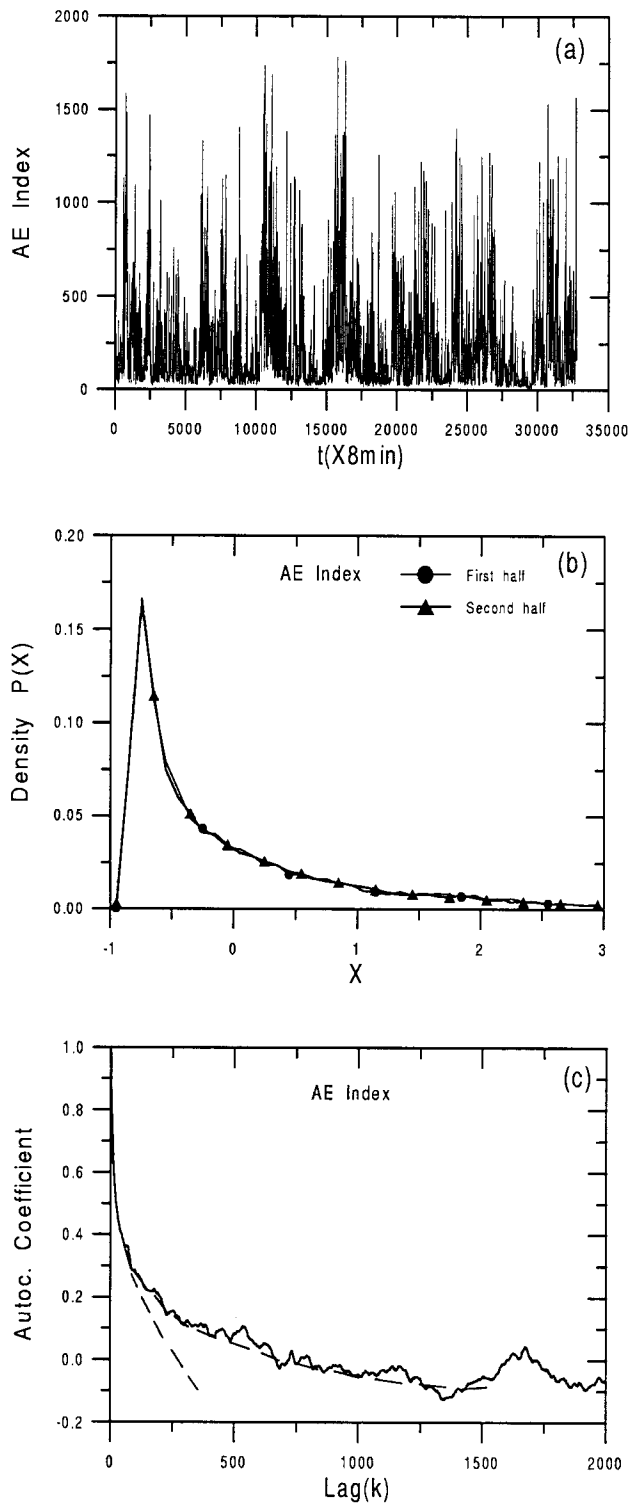 2000
(a)
1500
1000
500
0
AE Index
0 5000 10000 15000 20000 25000 30000 35000
t(X8min)
0.20
AE Index
First half
(b)
Second half
0.15
0.10
0.05
0.00
Density P(X)
-1 0 1 2 3
X
1.0
(c)
AE Index
0.8
0.6
0.4
0.2
0.0
-0.2
Autoc. Coefficient
0 500 1000 1500 2000
Lag(k)